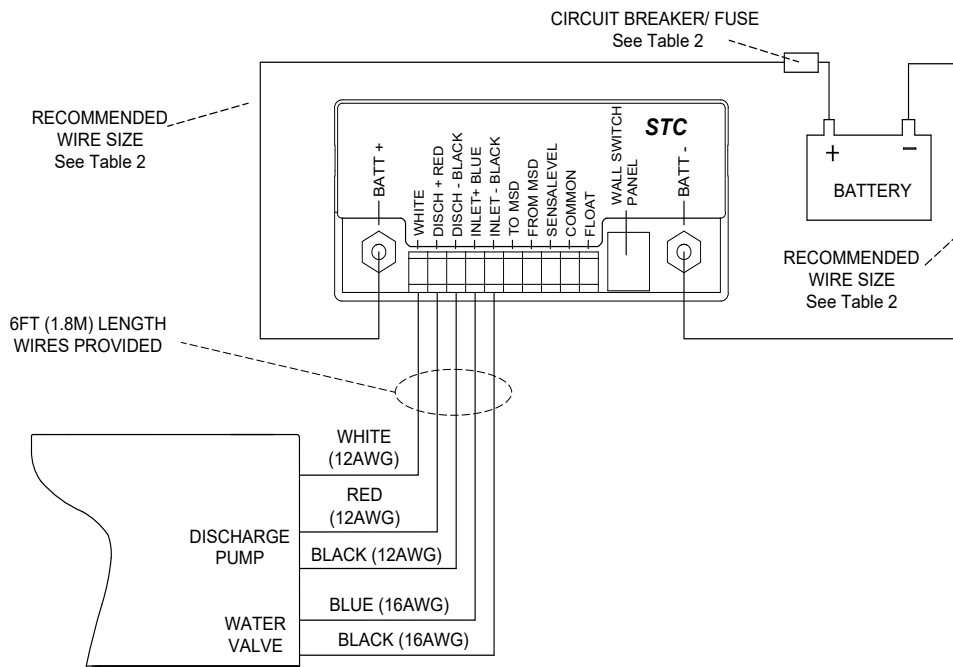 CIRCUIT BREAKER/ FUSE
See Table 2
RECOMMENDED
WIRE SIZE
See Table 2
STC
BATT +
WHITE
DISCH + RED
DISCH - BLACK
INLET+ BLUE
INLET - BLACK
TO MSD
FROM MSD
SENSALEVEL
COMMON
FLOAT
WALL SWITCH
PANEL
BATT -
+
–
BATTERY
RECOMMENDED
WIRE SIZE
See Table 2
6FT (1.8M) LENGTH
WIRES PROVIDED
WHITE
(12AWG)
RED
(12AWG)
DISCHARGE
PUMP
BLACK (12AWG)
BLUE (16AWG)
WATER
VALVE
BLACK (16AWG)